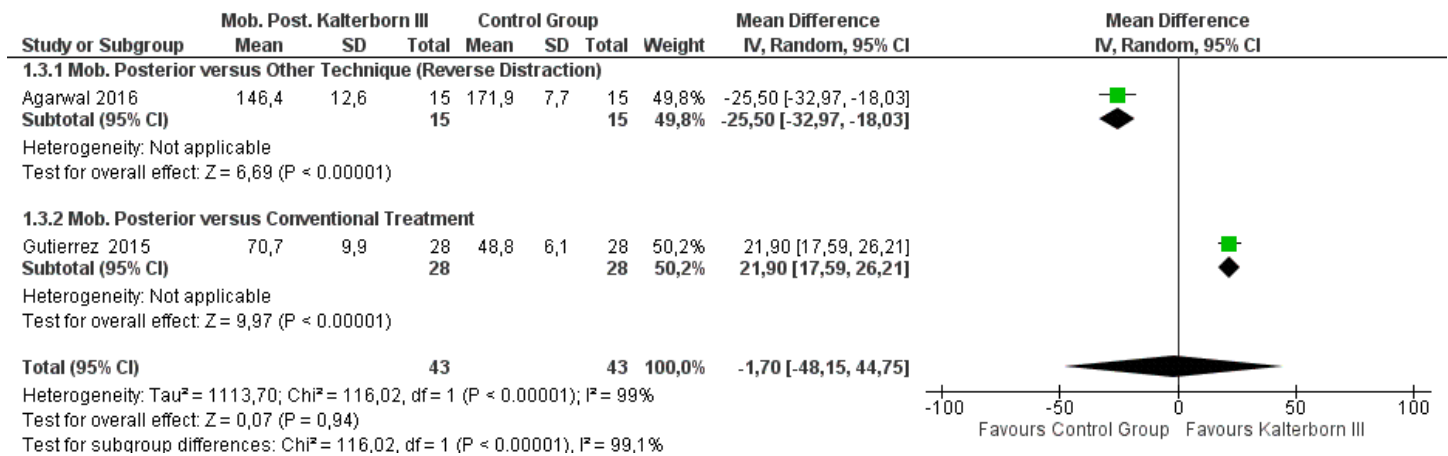 Mob. Post. Kalterborn III Control Group Mean Difference Mean Difference
Study or Subgroup Mean SD Total Mean SD Total Weight IV, Random, 95% CI IV, Random, 95% CI
1.3.1 Mob. Posterior versus Other Technique (Reverse Distraction)
Agarwal 2016 146,4 12,6 15 171,9 7,7 15 49,8% -25,50 [-32,97, -18,03]
Subtotal (95% CI) 15 15 49,8% -25,50 [-32,97, -18,03]
Heterogeneity: Not applicable
Test for overall effect: Z = 6,69 (P < 0.00001)
1.3.2 Mob. Posterior versus Conventional Treatment
Gutierrez 2015 70,7 9,9 28 48,8 6,1 28 50,2% 21,90 [17,59, 26,21]
Subtotal (95% CI) 28 28 50,2% 21,90 [17,59, 26,21]
Heterogeneity: Not applicable
Test for overall effect: Z = 9,97 (P < 0.00001)
Total (95% CI) 43 43 100,0% -1,70 [-48,15, 44,75]
Heterogeneity: Tau² = 1113,70; Chi² = 116,02, df = 1 (P < 0.00001); I² = 99%
Test for overall effect: Z = 0,07 (P = 0,94)
Test for subgroup differences: Chi² = 116,02, df = 1 (P < 0.00001), I² = 99,1%
-100 -50 0 50 100
Favours Control Group Favours Kalterborn III